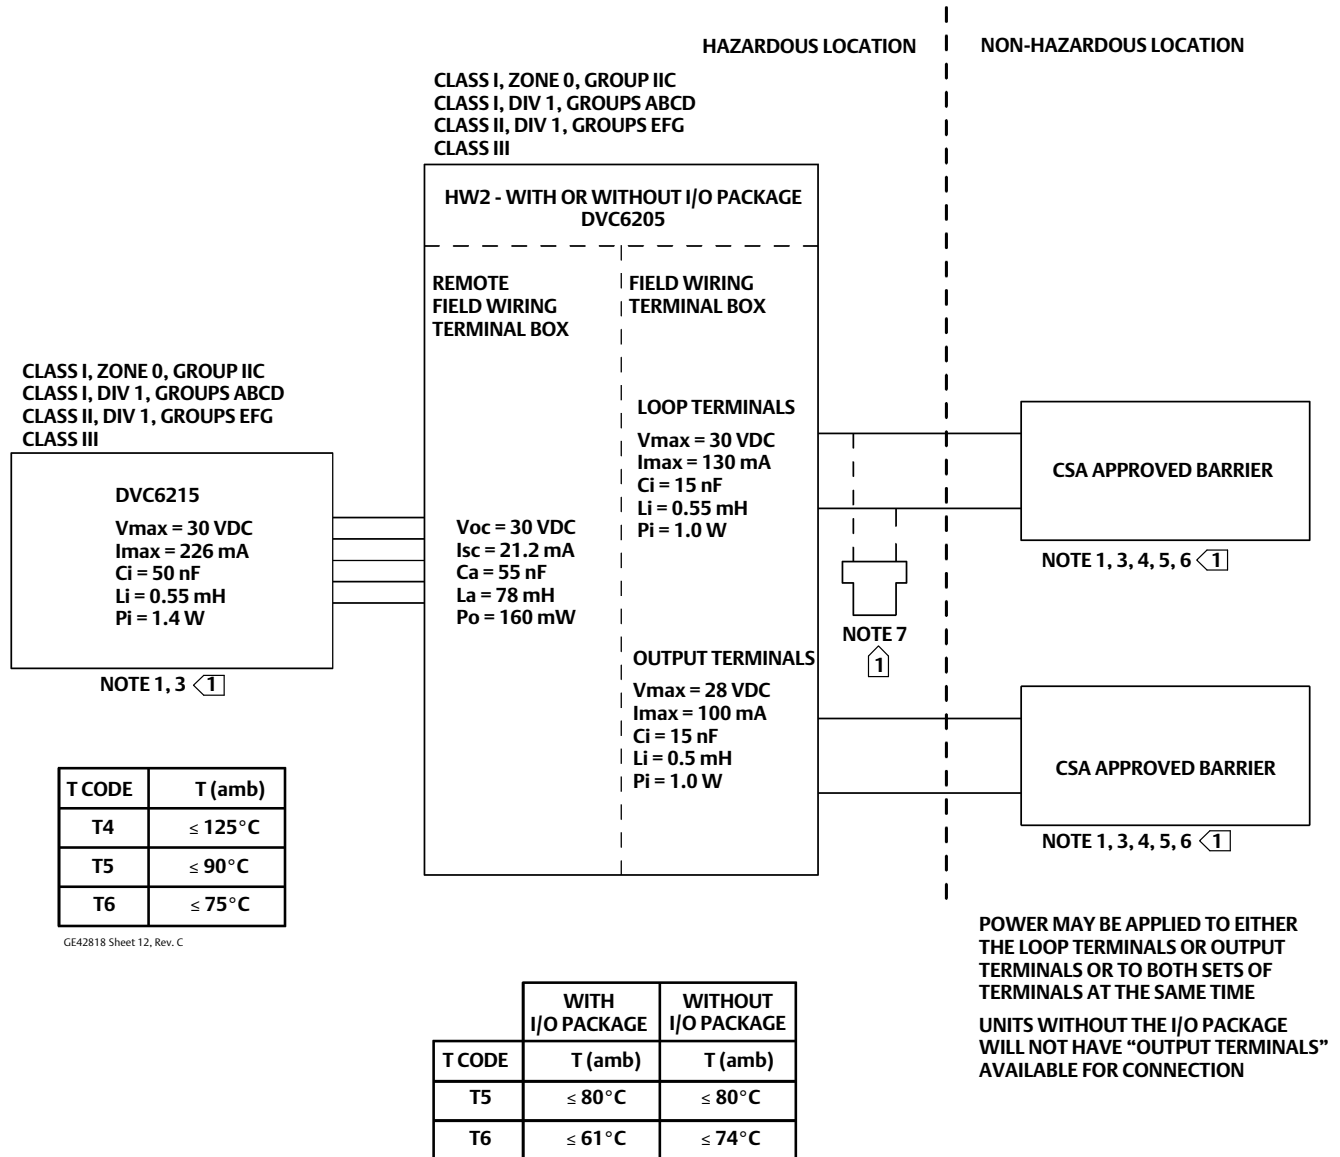 HAZARDOUS LOCATION
NON-HAZARDOUS LOCATION
CLASS I, ZONE 0, GROUP IIC
CLASS I, DIV 1, GROUPS ABCD
CLASS II, DIV 1, GROUPS EFG
CLASS III
HW2 - WITH OR WITHOUT I/O PACKAGE
DVC6205
REMOTE
FIELD WIRING
TERMINAL BOX
FIELD WIRING
TERMINAL BOX
CLASS I, ZONE 0, GROUP IIC
CLASS I, DIV 1, GROUPS ABCD
CLASS II, DIV 1, GROUPS EFG
CLASS III
DVC6215
Vmax = 30 VDC
Imax = 226 mA
Ci = 50 nF
Li = 0.55 mH
Pi = 1.4 W
NOTE 1, 3 1
Voc = 30 VDC
Isc = 21.2 mA
Ca = 55 nF
La = 78 mH
Po = 160 mW
LOOP TERMINALS
Vmax = 30 VDC
Imax = 130 mA
Ci = 15 nF
Li = 0.55 mH
Pi = 1.0 W
OUTPUT TERMINALS
Vmax = 28 VDC
Imax = 100 mA
Ci = 15 nF
Li = 0.5 mH
Pi = 1.0 W
NOTE 7
1
CSA APPROVED BARRIER
NOTE 1, 3, 4, 5, 6 1
CSA APPROVED BARRIER
NOTE 1, 3, 4, 5, 6 1
T CODE T (amb)
T4 ≤ 125°C
T5 ≤ 90°C
T6 ≤ 75°C
GE42818 Sheet 12, Rev. C
POWER MAY BE APPLIED TO EITHER
THE LOOP TERMINALS OR OUTPUT
TERMINALS OR TO BOTH SETS OF
TERMINALS AT THE SAME TIME
UNITS WITHOUT THE I/O PACKAGE
WILL NOT HAVE “OUTPUT TERMINALS”
AVAILABLE FOR CONNECTION
WITH
I/O PACKAGE
WITHOUT
I/O PACKAGE
T CODE T (amb) T (amb)
T5 ≤ 80°C ≤ 80°C
T6 ≤ 61°C ≤ 74°C